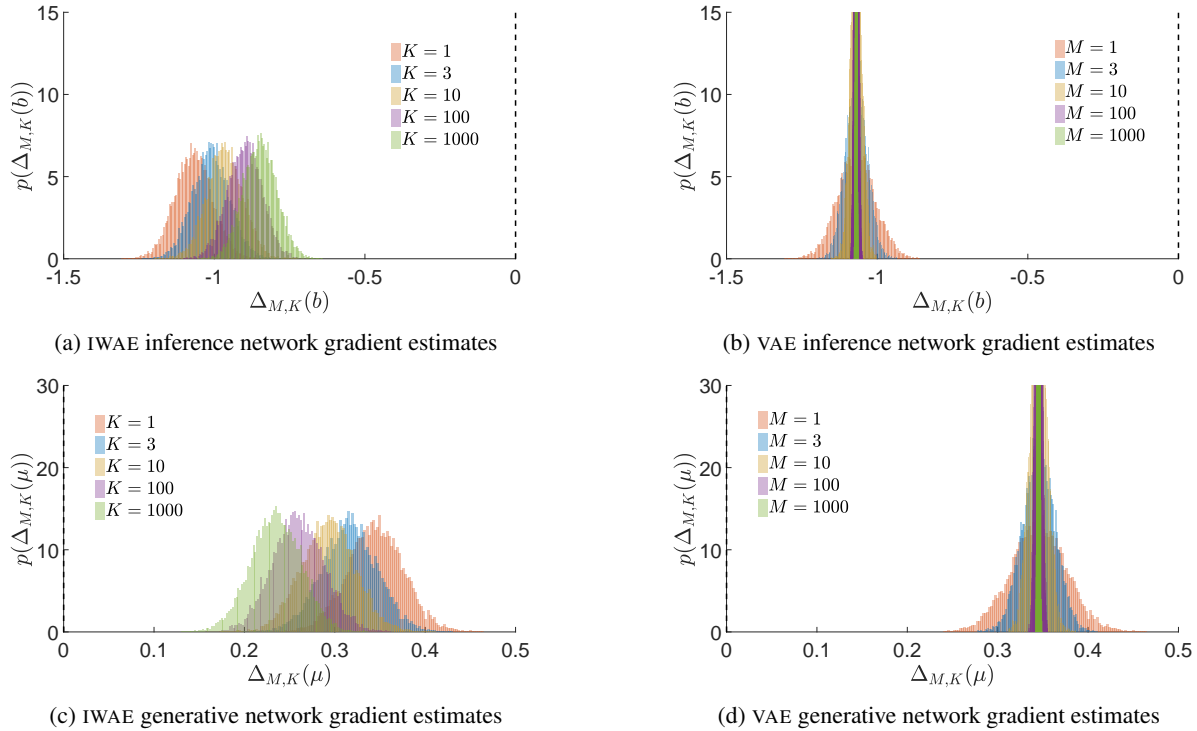 15
10
5
0
-1.5
-1
-0.5
0
p(Δ_{M,K}(b))
Δ_{M,K}(b)
K = 1
K = 3
K = 10
K = 100
K = 1000
(a) IWAE inference network gradient estimates
15
10
5
0
-1.5
-1
-0.5
0
p(Δ_{M,K}(b))
Δ_{M,K}(b)
M = 1
M = 3
M = 10
M = 100
M = 1000
(b) VAE inference network gradient estimates
30
20
10
0
0
0.1
0.2
0.3
0.4
0.5
p(Δ_{M,K}(μ))
Δ_{M,K}(μ)
K = 1
K = 3
K = 10
K = 100
K = 1000
(c) IWAE generative network gradient estimates
30
20
10
0
0
0.1
0.2
0.3
0.4
0.5
p(Δ_{M,K}(μ))
Δ_{M,K}(μ)
M = 1
M = 3
M = 10
M = 100
M = 1000
(d) VAE generative network gradient estimates